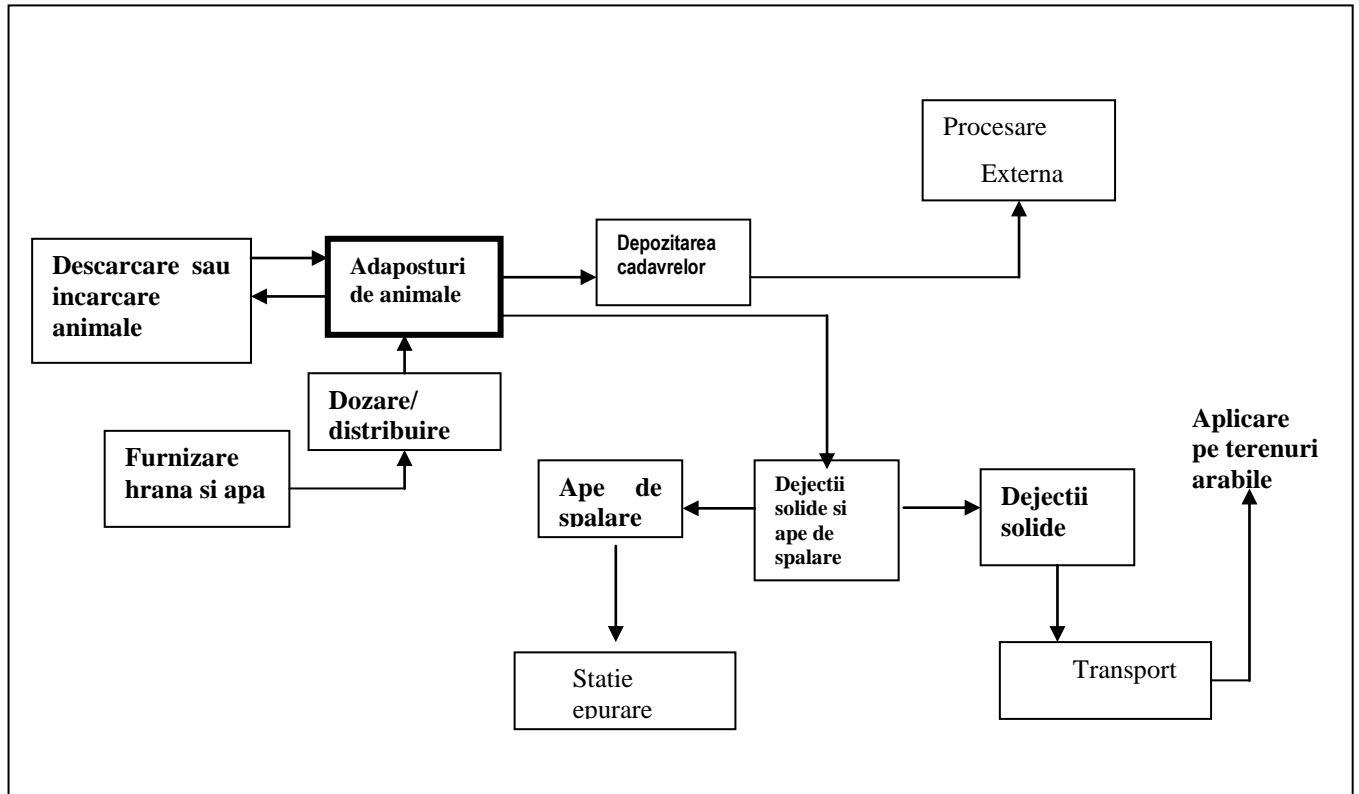 Procesare
Externa
Descarcare sau
incarcare
animale
Adaposturi
de animale
Depozitarea
cadavrelor
Dozare/
distribuire
Furnizare
hrana si apa
Aplicare
pe terenuri
arabile
Ape de
spalare
Dejectii
solide si
ape de
spalare
Dejectii
solide
Statie
epurare
Transport